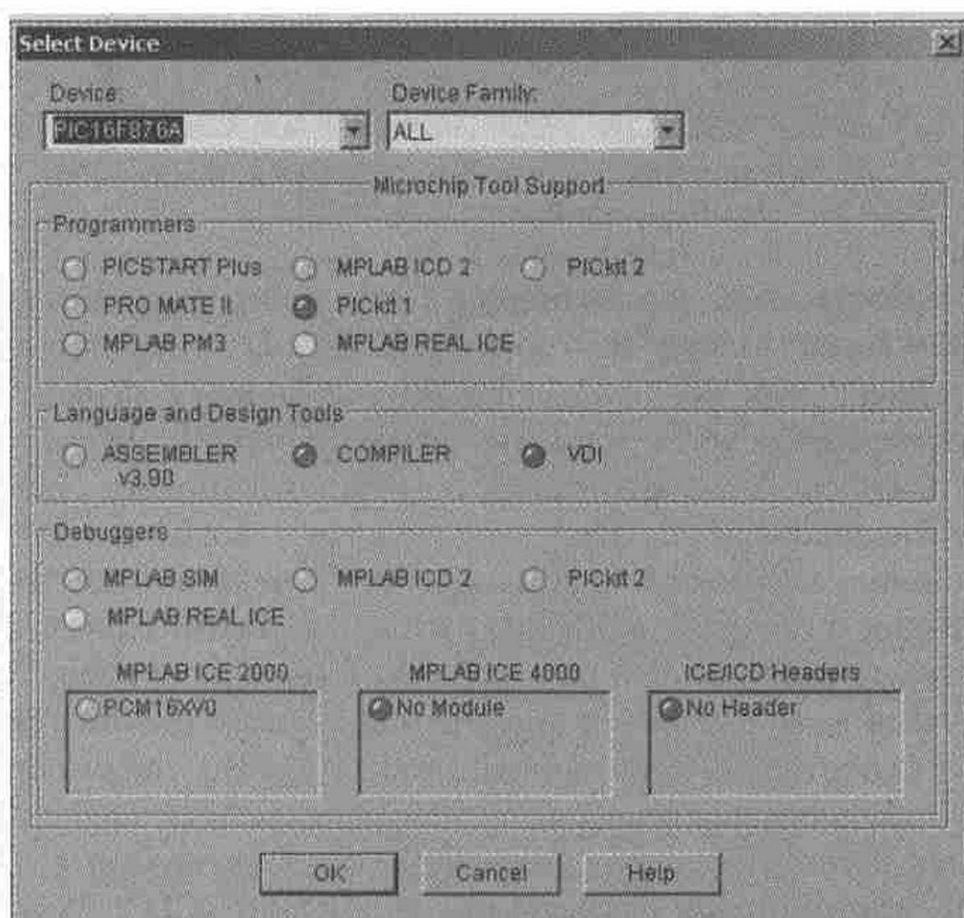 Select Device
Device: Device Family:
PIC16F876A ALL
Microchip Tool Support
Programmers
PICSTART Plus MPLAB ICD 2 PICkit 2
PRO MATE II PICkit 1
MPLAB PM3 MPLAB REAL ICE
Language and Design Tools
ASSEMBLER COMPILER VDI
v3.90
Debuggers
MPLAB SIM MPLAB ICD 2 PICkit 2
MPLAB REAL ICE
MPLAB ICE 2000 MPLAB ICE 4000 ICE/ICD Headers
PCM16XV0 No Module No Header
OK Cancel Help